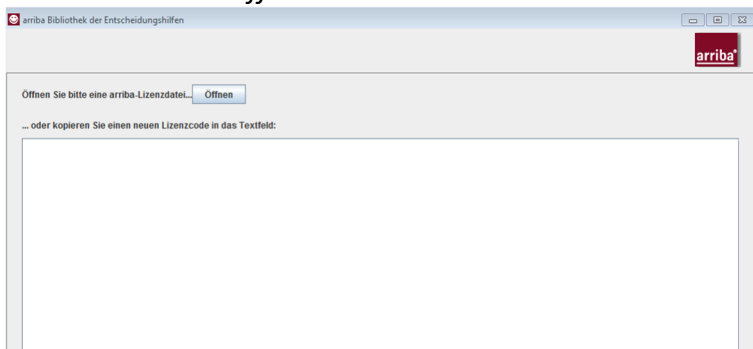 arriba Bibliothek der Entscheidungshilfen
arriba
Öffnen Sie bitte eine arriba-Lizenzdatei... Öffnen
... oder kopieren Sie einen neuen Lizenzcode in das Textfeld: